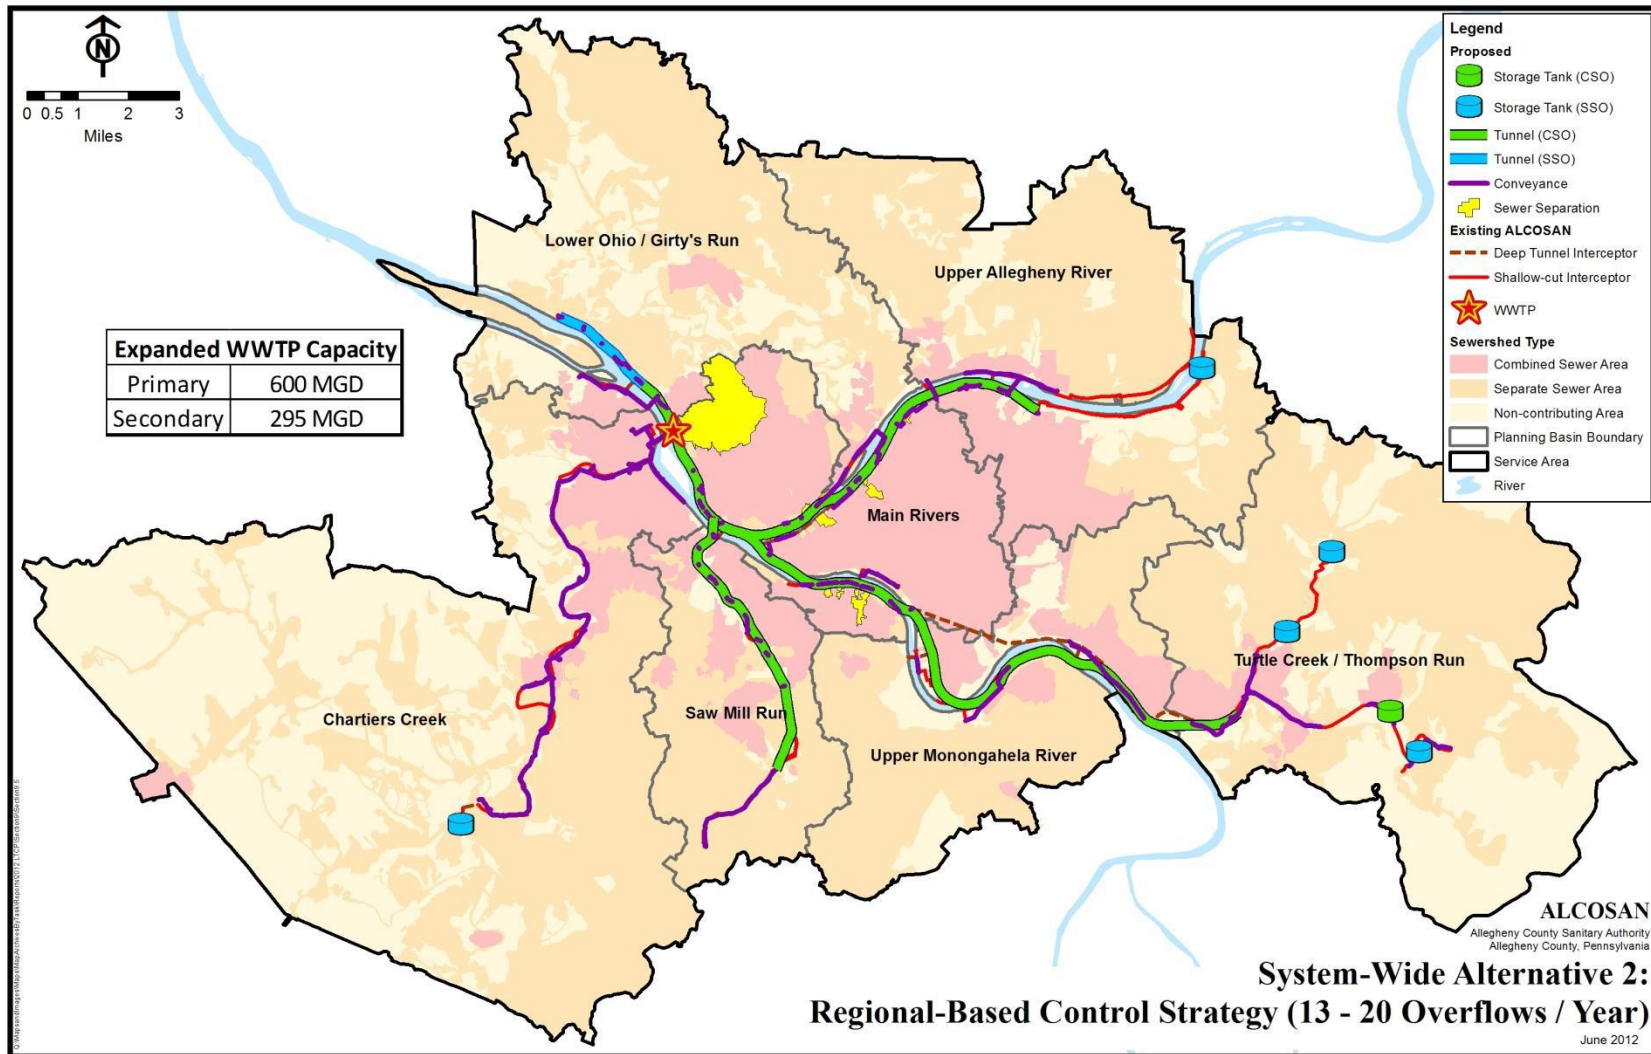 N
0 0.5 1 2 3
Miles
Legend
Proposed
Storage Tank (CSO)
Storage Tank (SSO)
Tunnel (CSO)
Tunnel (SSO)
Conveyance
Sewer Separation
Existing ALCOSAN
Deep Tunnel Interceptor
Shallow-cut Interceptor
WWTP
Sewershed Type
Combined Sewer Area
Separate Sewer Area
Non-contributing Area
Planning Basin Boundary
Service Area
River
Lower Ohio / Girty's Run
Upper Allegheny River
Expanded WWTP Capacity
Primary 600 MGD
Secondary 295 MGD
Main Rivers
Turtle Creek / Thompson Run
Chartiers Creek
Saw Mill Run
Upper Monongahela River
ALCOSAN
Allegheny County Sanitary Authority
Allegheny County, Pennsylvania
System-Wide Alternative 2:
Regional-Based Control Strategy (13 - 20 Overflows / Year)
June 2012